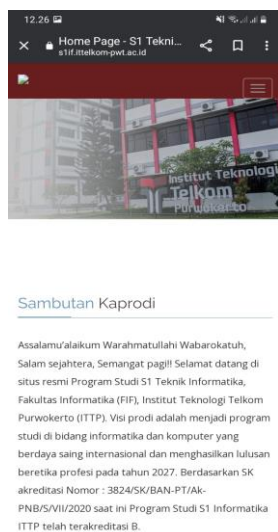 12.26
Home Page - S1 Tekni...
s1if.ittelkom-pwt.ac.id
Institut Teknologi
Telkom
Purwokerto
Sambutan Kaprodi
Assalamu'alaikum Warahmatullahi Wabarokatuh,
Salam sejahtera, Semangat pagi!! Selamat datang di
situs resmi Program Studi S1 Teknik Informatika,
Fakultas Informatika (FIF), Institut Teknologi Telkom
Purwokerto (ITTP). Visi prodi adalah menjadi program
studi di bidang informatika dan komputer yang
berdaya saing internasional dan menghasilkan lulusan
beretika profesi pada tahun 2027. Berdasarkan SK
akreditasi Nomor : 3824/SK/BAN-PT/Ak-
PNB/S/VII/2020 saat ini Program Studi S1 Informatika
ITTP telah terakreditasi B.